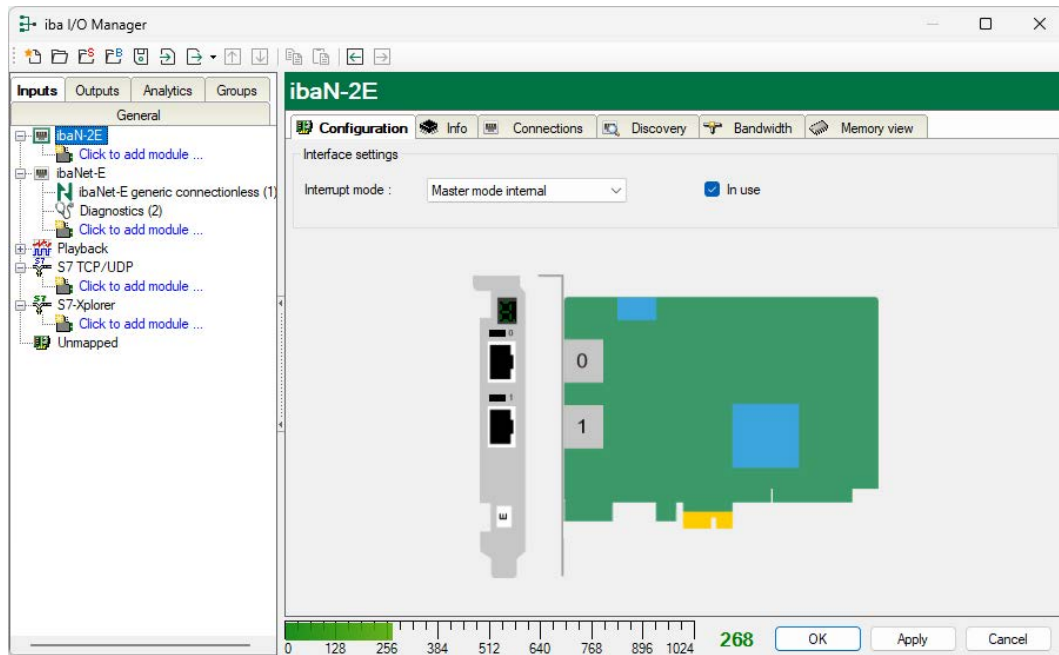 iba I/O Manager
Inputs Outputs Analytics Groups
General
ibaN-2E
Click to add module ...
ibaNet-E
ibaNet-E generic connectionless (1)
Diagnostics (2)
Click to add module ...
Playback
S7 TCP/UDP
Click to add module ...
S7-Xplorer
Click to add module ...
Unmapped
ibaN-2E
Configuration Info Connections Discovery Bandwidth Memory view
Interface settings
Interrupt mode : Master mode internal In use
0
1
0
1
E
0 128 256 384 512 640 768 896 1024
268 OK Apply Cancel